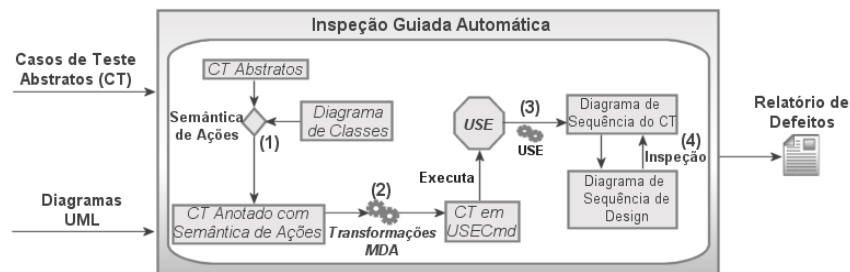 Inspeção Guiada Automática
Casos de Teste
Abstratos (CT)
Diagramas
UML
CT Abstratos
Semântica
de Ações
(1)
Diagrama
de Classes
CT Anotado com
Semântica de Ações
(2)
Transformações
MDA
CT em
USECmd
Executa
USE
(3)
USE
Diagrama de
Sequência do CT
(4)
Inspeção
Diagrama de
Sequência de
Design
Relatório de
Defeitos